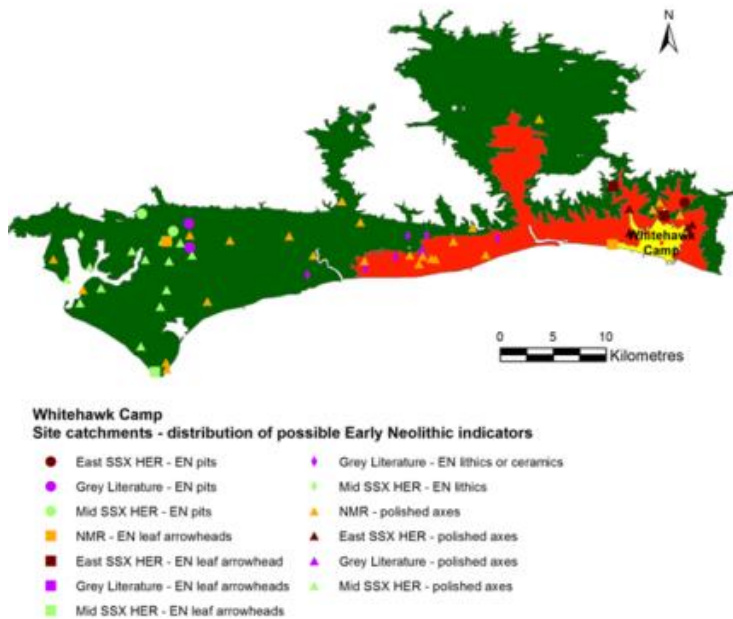 N
Whitehawk
Camp
0 5 10
Kilometres
Whitehawk Camp
Site catchments - distribution of possible Early Neolithic indicators
East SSX HER - EN pits
Grey Literature - EN pits
Mid SSX HER - EN pits
NMR - EN leaf arrowheads
East SSX HER - EN leaf arrowhead
Grey Literature - EN leaf arrowheads
Mid SSX HER - EN leaf arrowheads
Grey Literature - EN lithics or ceramics
Mid SSX HER - EN lithics
NMR - polished axes
East SSX HER - polished axes
Grey Literature - polished axes
Mid SSX HER - polished axes